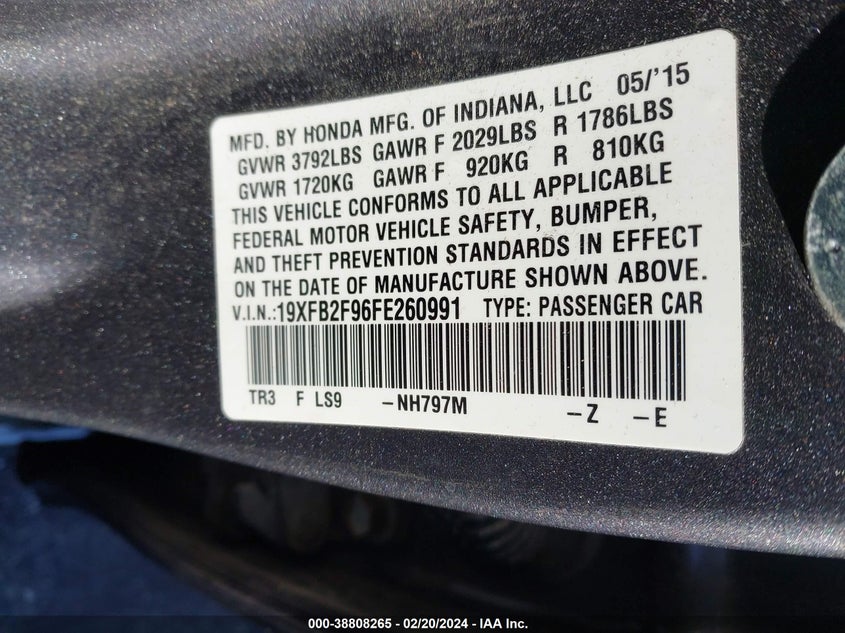 MFD. BY HONDA MFG. OF INDIANA, LLC 05/'15
GVWR 3792LBS GAWR F 2029LBS R 1786LBS
GVWR 1720KG GAWR F 920KG R 810KG
THIS VEHICLE CONFORMS TO ALL APPLICABLE
FEDERAL MOTOR VEHICLE SAFETY, BUMPER,
AND THEFT PREVENTION STANDARDS IN EFFECT
ON THE DATE OF MANUFACTURE SHOWN ABOVE.
V.I.N.:19XFB2F96FE260991 TYPE: PASSENGER CAR
TR3 F LS9 -NH797M -Z -E
000-38808265 - 02/20/2024 - IAA Inc.